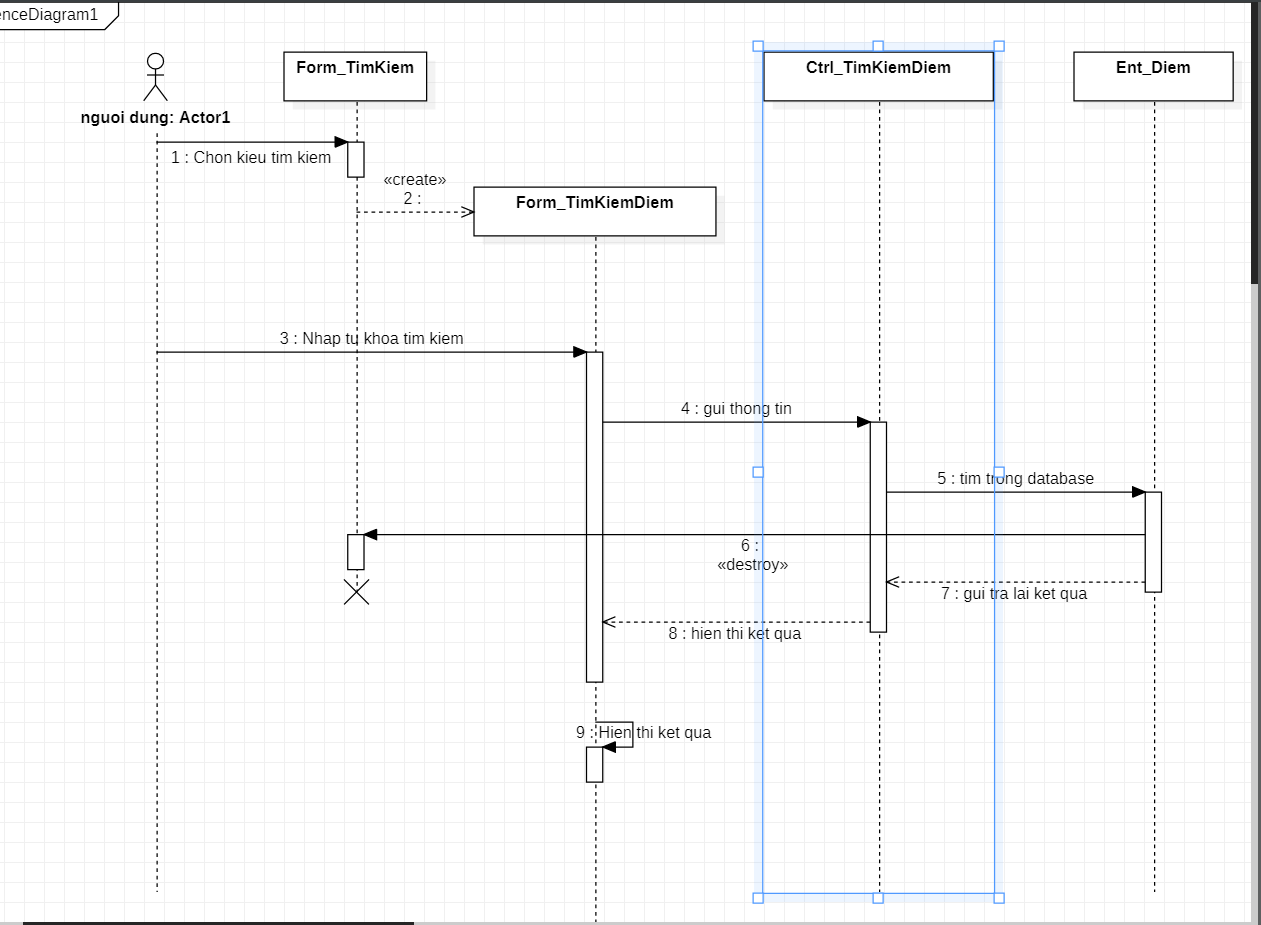 enceDiagram1
Form_TimKiem
Ctrl_TimKiemDiem
Ent_Diem
nguoi dung: Actor1
1 : Chon kieu tim kiem
«create»
2 :
Form_TimKiemDiem
3 : Nhap tu khoa tim kiem
4 : gui thong tin
5 : tim trong database
6 :
«destroy»
7 : gui tra lai ket qua
8 : hien thi ket qua
9 : Hien thi ket qua